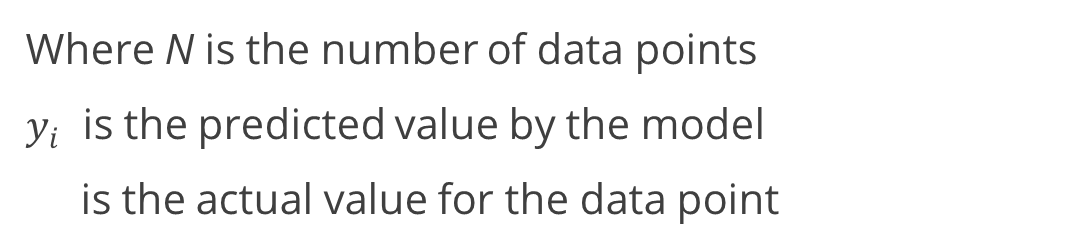 Where N is the number of data points
yᵢ is the predicted value by the model
is the actual value for the data point